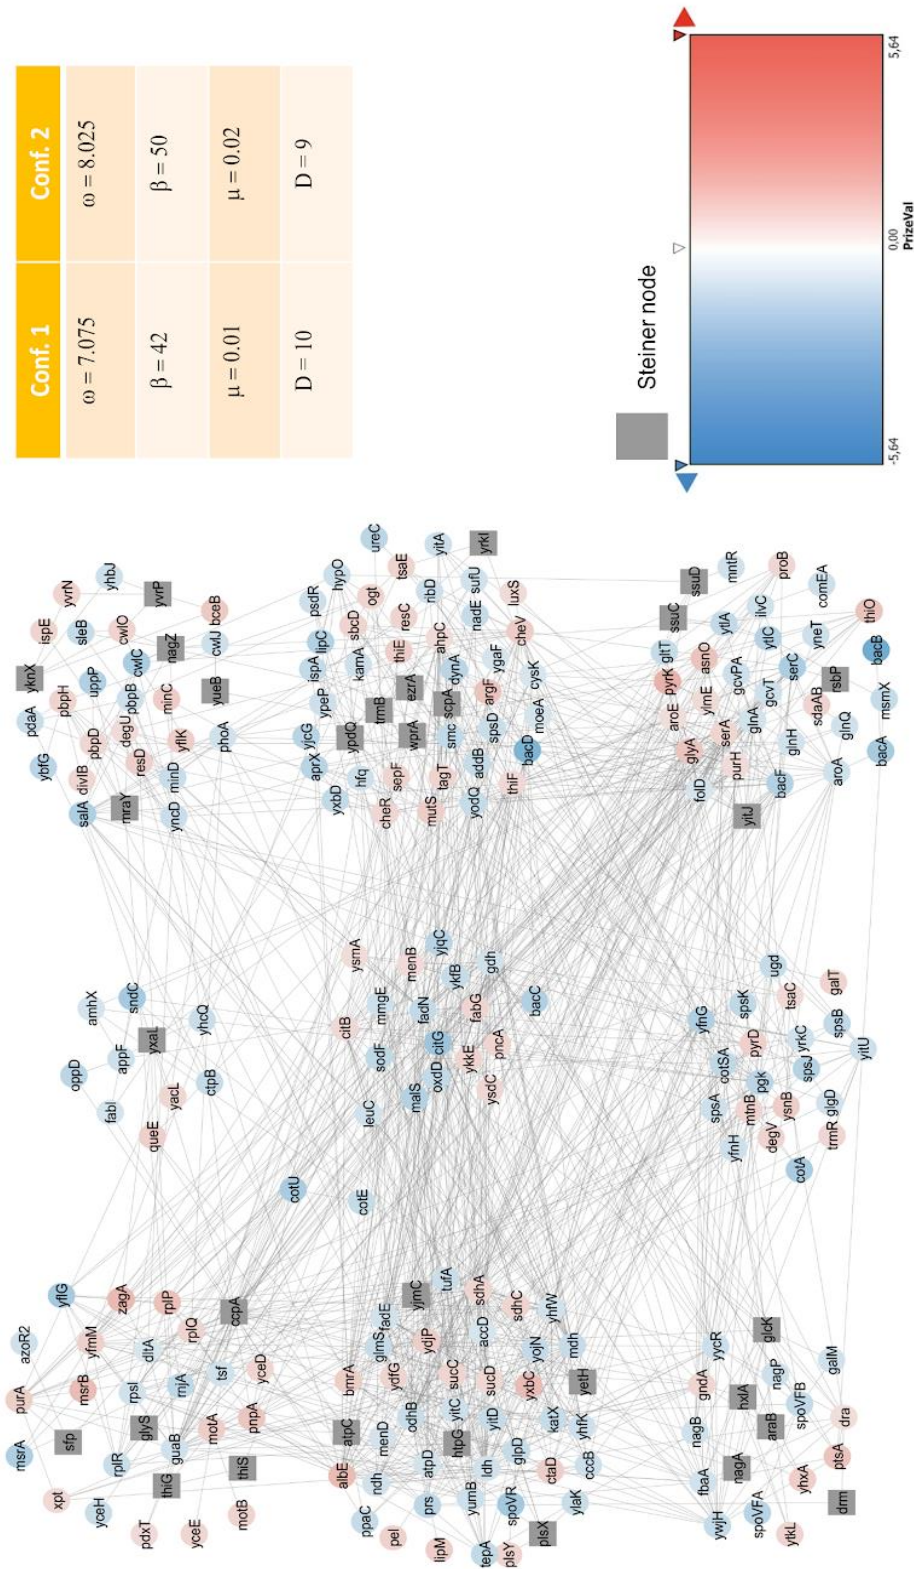 Conf. 1 Conf. 2
ω = 7.075 ω = 8.025
β = 42 β = 50
μ = 0.01 μ = 0.02
D = 10 D = 9
Steiner node
-5,64 0,00 5,64
PrizeVal
msrA
purA
azoR2
xpt
sfp
yflG
yceH
msrB
yfmM
rplR
glyS
rpsI
zagA
pdxT
thiG
guaB
rnjA
dltA
rplP
yceE
motA
tsf
rplQ
motB
thiS
pnpA
yceD
ccpA
albE
atpC
bmrA
ppaC
ndh
menD
glmS
fadE
pel
ydfG
prs
atpD
odhB
ydjP
yjmC
lipM
yumB
htpG
yitC
sucC
tufA
tepA
ldh
yitD
sucD
accD
sdhA
plsY
spoVR
glpD
yxbC
yojN
sdhC
plsX
ctaD
katX
yhfW
ylaK
cccB
yhfK
yetH
mdh
ywjH
fbaA
nagB
gndA
yycR
spoVFA
nagA
hxlA
glcK
ytkL
yhxA
araB
spoVFB
nagP
drm
ptsA
dra
galM
oppD
amhX
fabI
appF
sndC
queE
yacL
yxaL
ctpB
yhcQ
cotU
cotE
leuC
sodF
citB
ysmA
mmgE
malS
oxdD
citG
fadN
menB
yjqC
ykkE
fabG
ykfB
ysdC
pncA
gdh
bacC
yfnH
spsA
cotSA
yfnG
degV
mtnB
pgk
pyrD
spsK
ugd
cotA
ysnB
spsJ
yrkC
tsaC
trmR
glgD
spsB
galT
yitU
pdaA
yknX
ybfG
pbpH
ispE
yvrN
salA
divIB
pbpD
uppP
sleB
yhbJ
mraY
resD
degU
pbpB
cwlC
cwlO
yvrP
yncD
minD
yflK
minC
nagZ
phoA
yueB
cwlJ
bceB
aprX
yjcG
ypeP
ispA
lipC
psdR
hypO
ureC
yxbD
hfq
ypdQ
trmB
kamA
sbcD
ogt
tsaE
cheR
sepF
wprA
ezrA
thiE
resC
ribD
yitA
mutS
tagT
smc
scpA
dynA
ahpC
nadE
sufU
yrkI
yodQ
addB
spsD
argF
ygaF
cheV
luxS
thiF
bacD
moeA
cysK
glyA
aroE
pyrK
gltT
ssuC
ssuD
mntR
folD
serA
ylmE
asnO
ytlA
ilvC
proB
yitJ
purH
glnA
gcvPA
ytlC
comEA
bacF
glnH
gcvT
serC
yneT
aroA
glnQ
sdaAB
rsbP
thiO
bacA
msmX
bacB